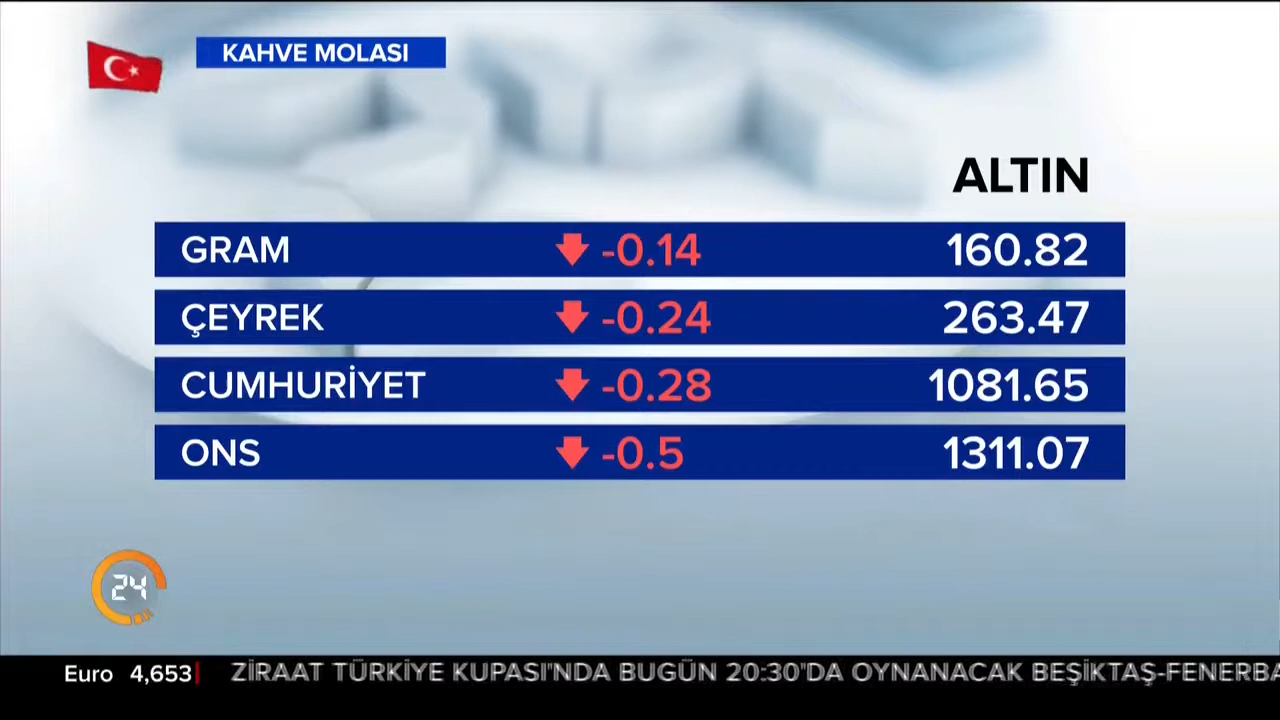 KAHVE MOLASI
ALTIN
GRAM -0.14 160.82
ÇEYREK -0.24 263.47
CUMHURİYET -0.28 1081.65
ONS -0.5 1311.07
24
Euro 4,653 ZİRAAT TÜRKİYE KUPASI"NDA BUGÜN 20:30"DA OYNANACAK BEŞİKTAŞ-FENERBA